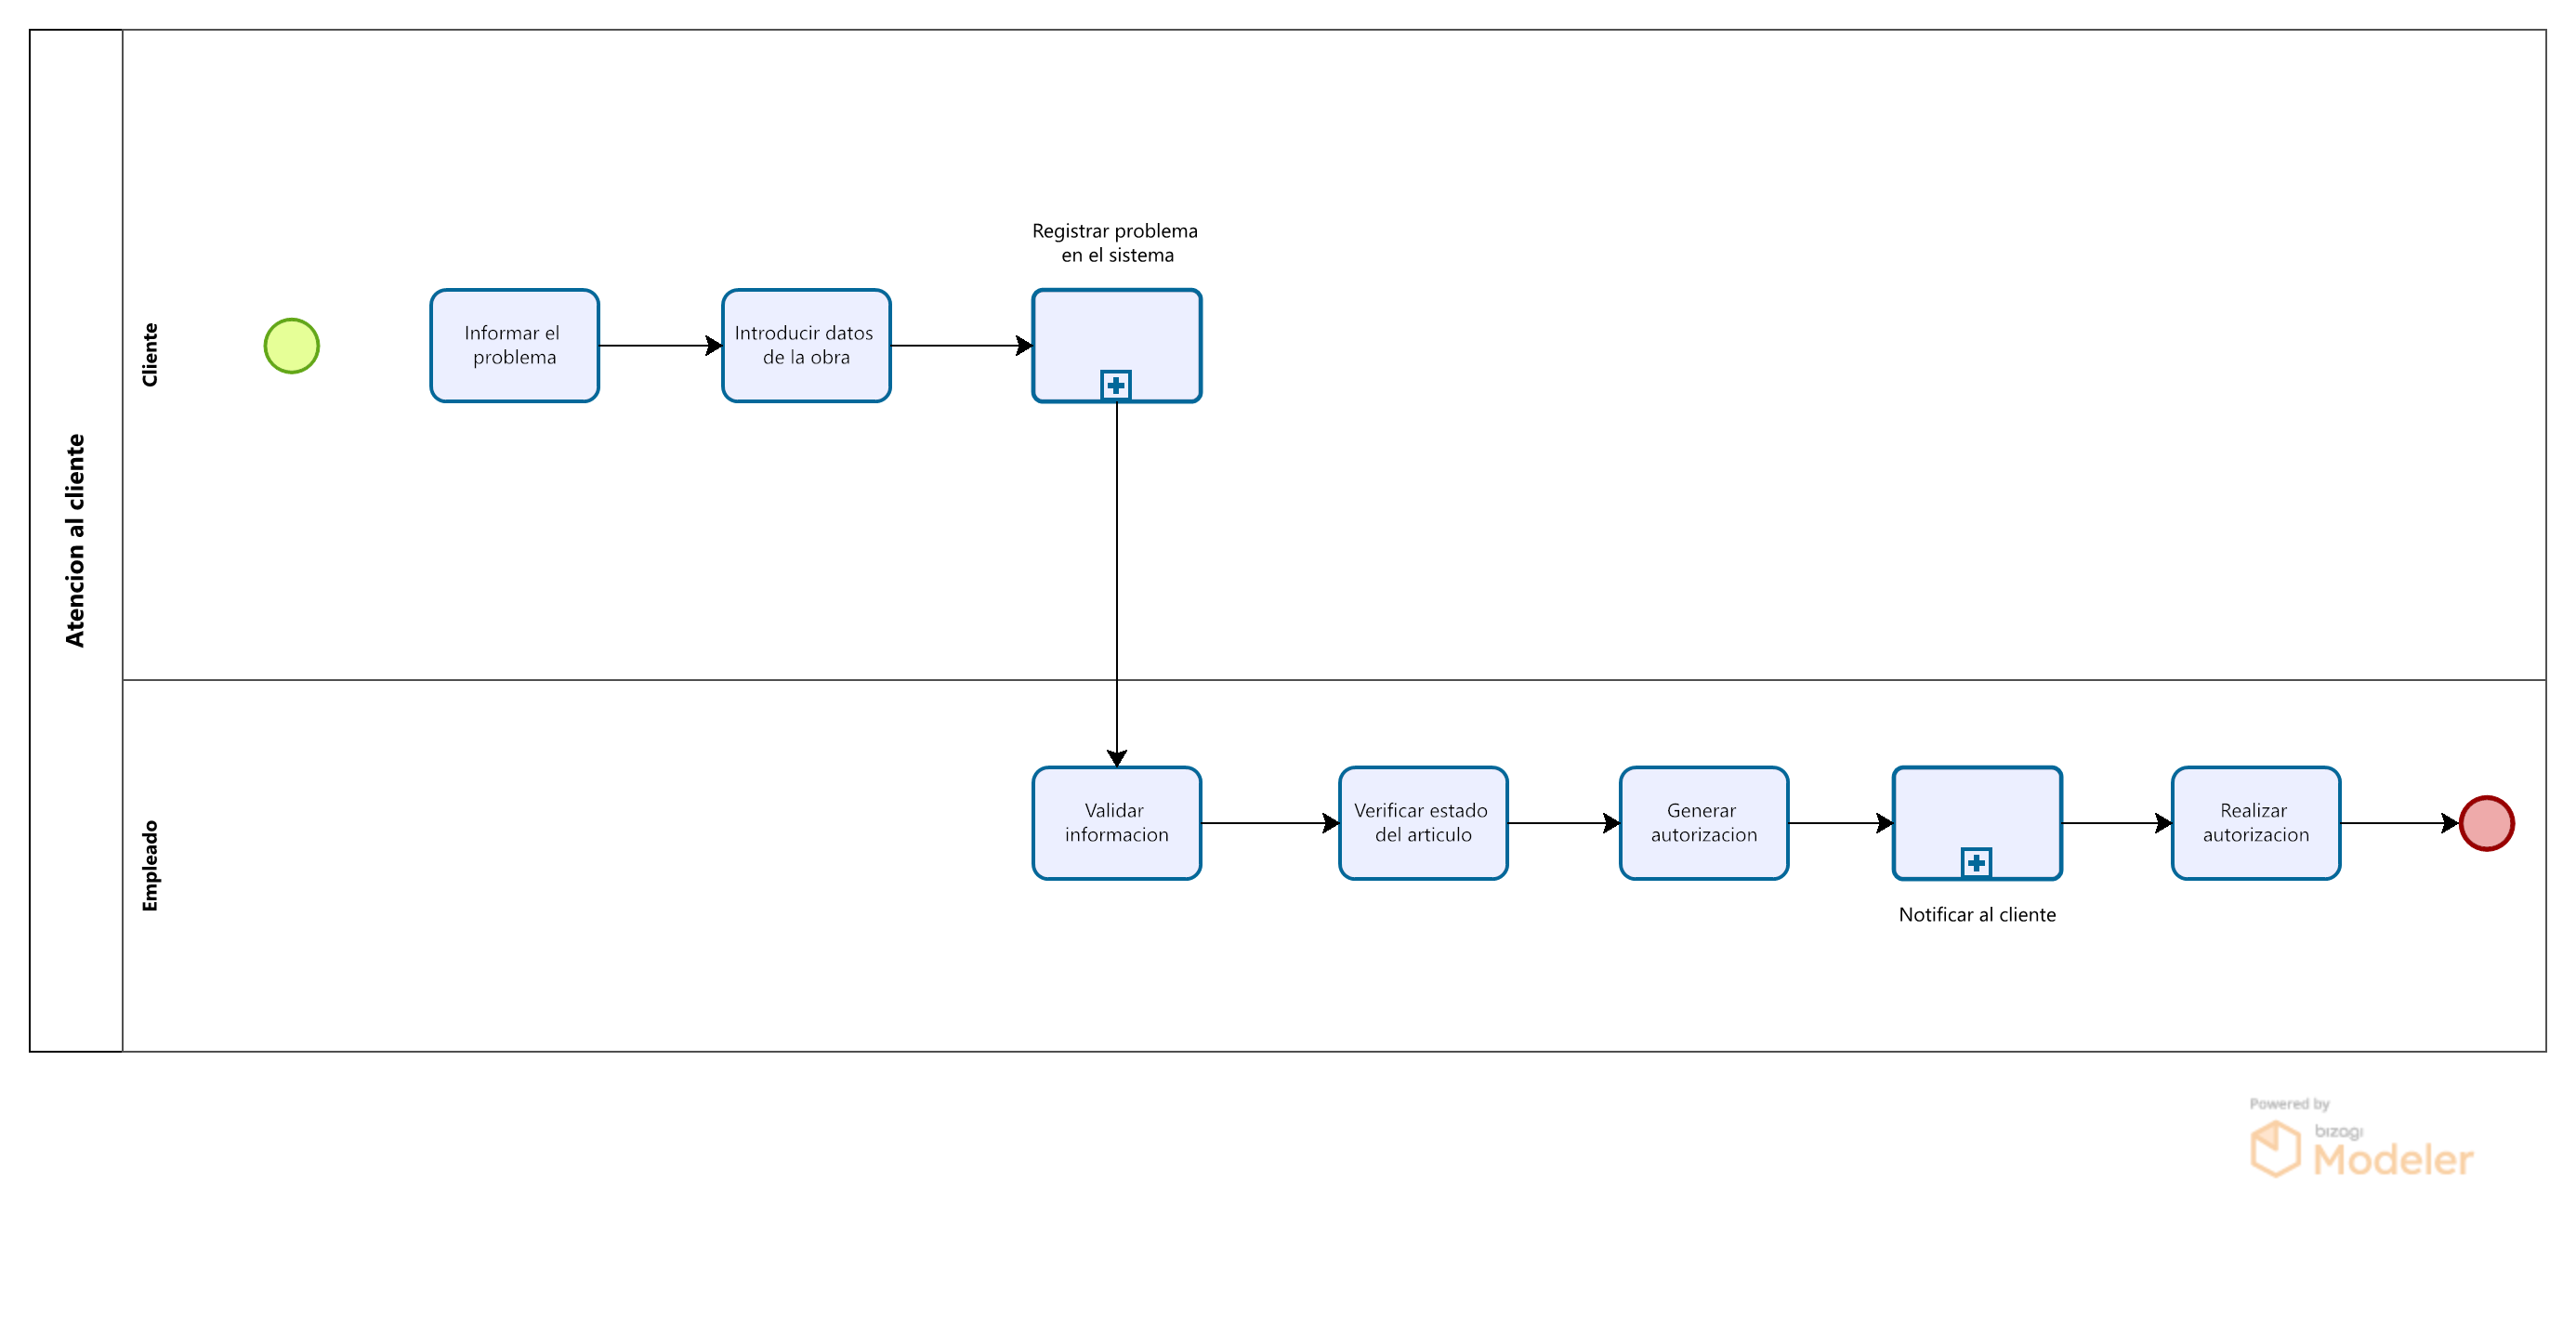 Atencion al cliente
Cliente
Informar el
problema
Introducir datos
de la obra
Registrar problema
en el sistema
Empleado
Validar
informacion
Verificar estado
del articulo
Generar
autorizacion
Notificar al cliente
Realizar
autorizacion
Powered by
bizagi
Modeler